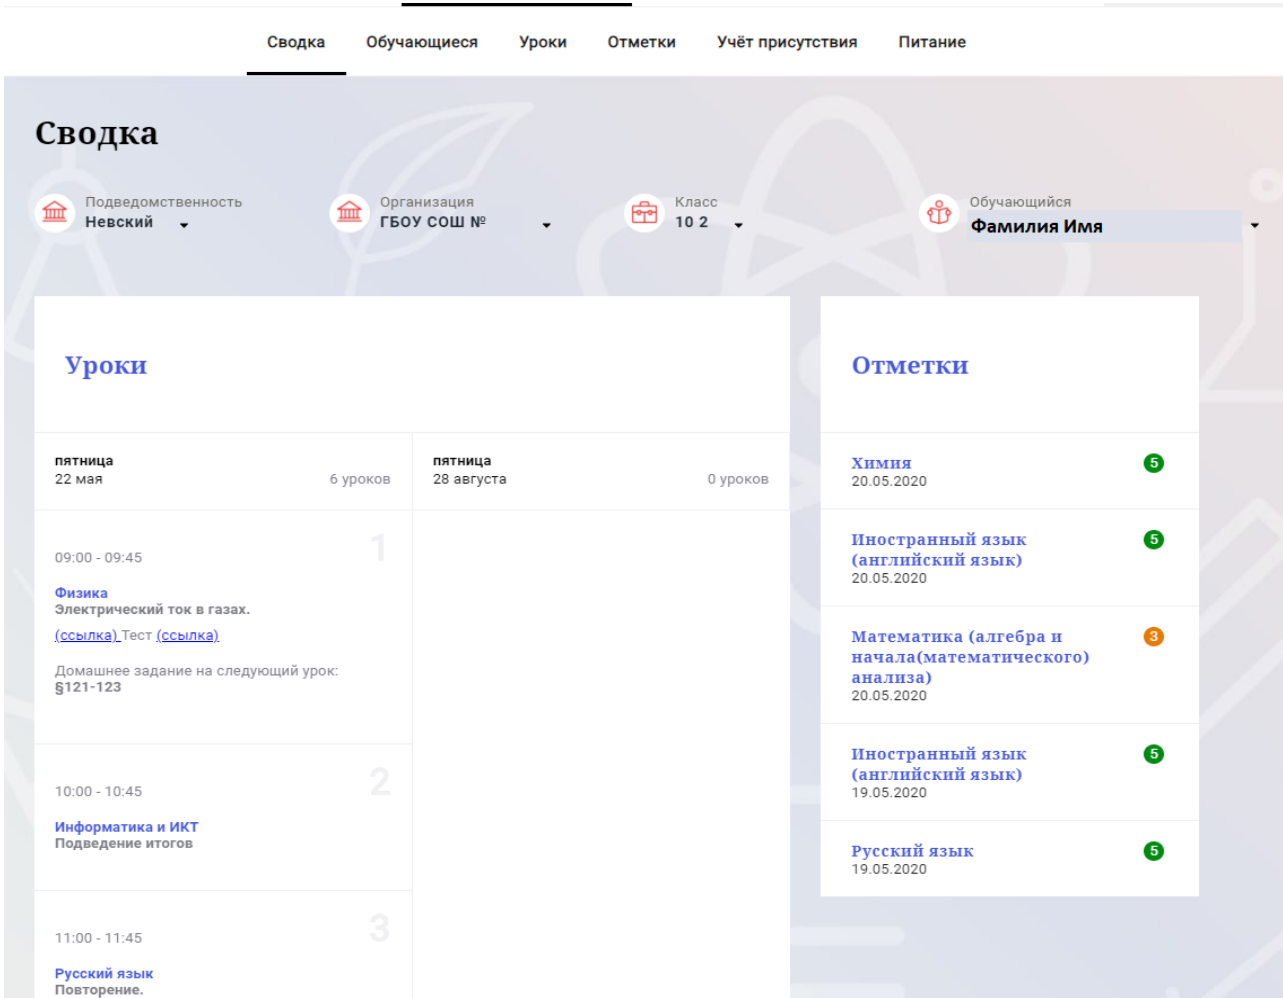 Сводка Обучающиеся Уроки Отметки Учёт присутствия Питание
Сводка
Подведомственность
Невский
Организация
ГБОУ СОШ №
Класс
10 2
Обучающийся
Фамилия Имя
Уроки
пятница
22 мая 6 уроков
пятница
28 августа 0 уроков
1
09:00 - 09:45
Физика
Электрический ток в газах.
(ссылка) Тест (ссылка)
Домашнее задание на следующий урок:
§121-123
2
10:00 - 10:45
Информатика и ИКТ
Подведение итогов
3
11:00 - 11:45
Русский язык
Повторение.
Отметки
Химия 5
20.05.2020
Иностранный язык 5
(английский язык)
20.05.2020
Математика (алгебра и 3
начала(математического)
анализа)
20.05.2020
Иностранный язык 5
(английский язык)
19.05.2020
Русский язык 5
19.05.2020